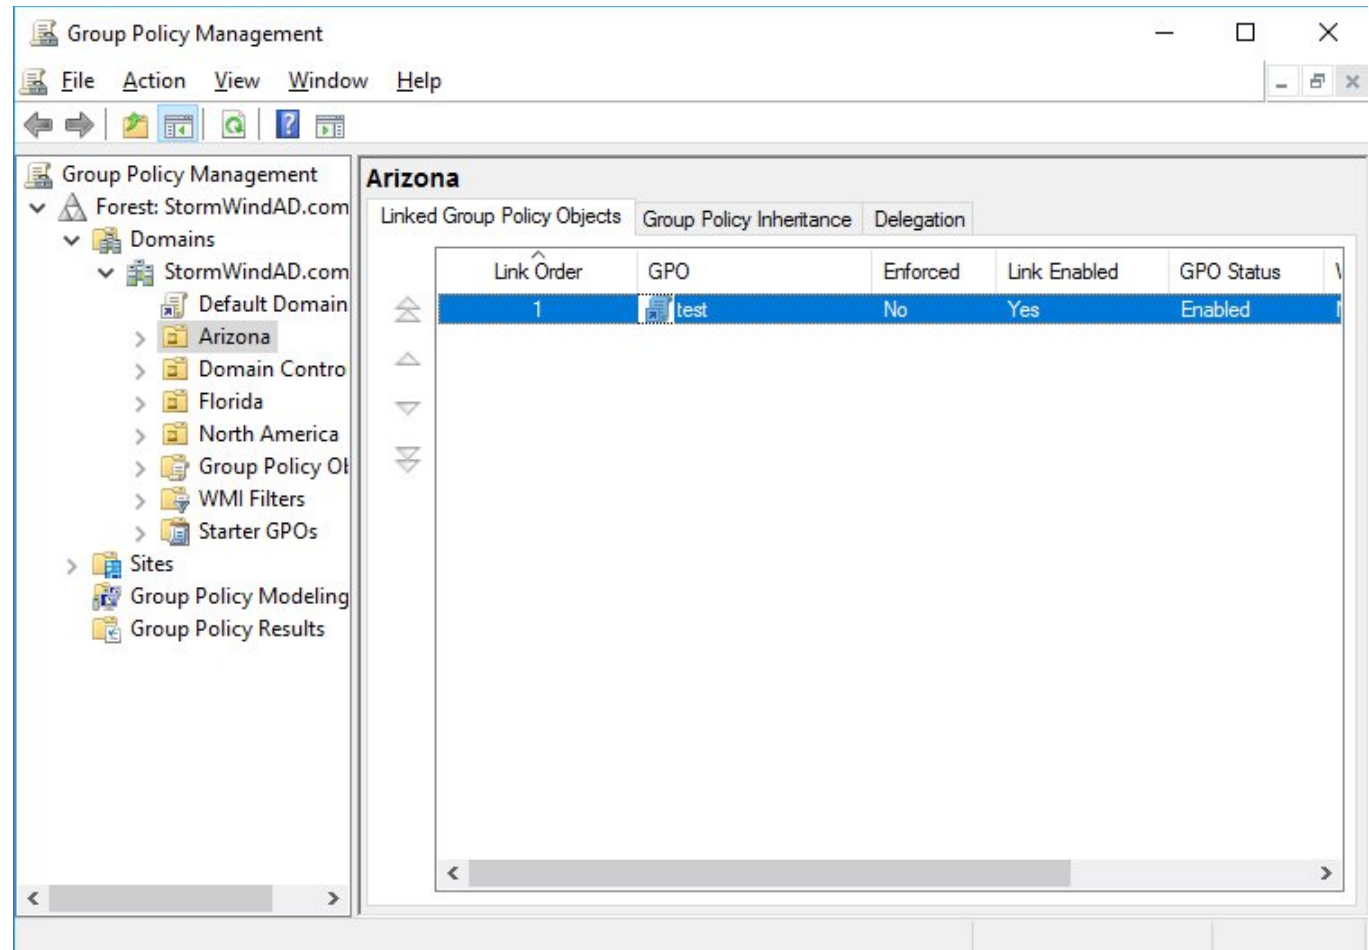 Group Policy Management
File Action View Window Help
Group Policy Management
Forest: StormWindAD.com
Domains
StormWindAD.com
Default Domain
Arizona
Domain Contro
Florida
North America
Group Policy Ob
WMI Filters
Starter GPOs
Sites
Group Policy Modeling
Group Policy Results
Arizona
Linked Group Policy Objects Group Policy Inheritance Delegation
Link Order GPO Enforced Link Enabled GPO Status
1 test No Yes Enabled